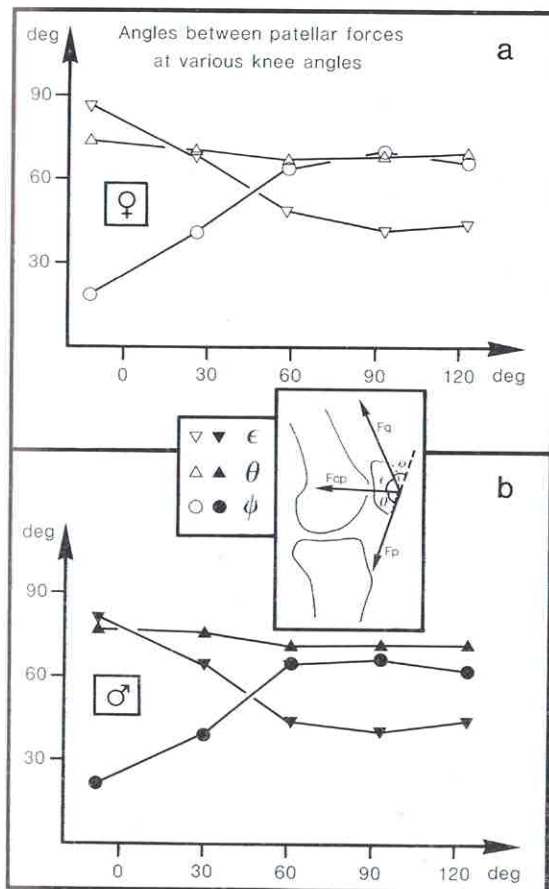 deg
Angles between patellar forces
at various knee angles
a
90
60
30
♀
0 30 60 90 120 deg
▽ ▼ ϵ
△ ▲ θ
○ ● ψ
Fq
Fcp
ϵ
θ
Fp
b
deg
90
60
30
♂
0 30 60 90 120
deg